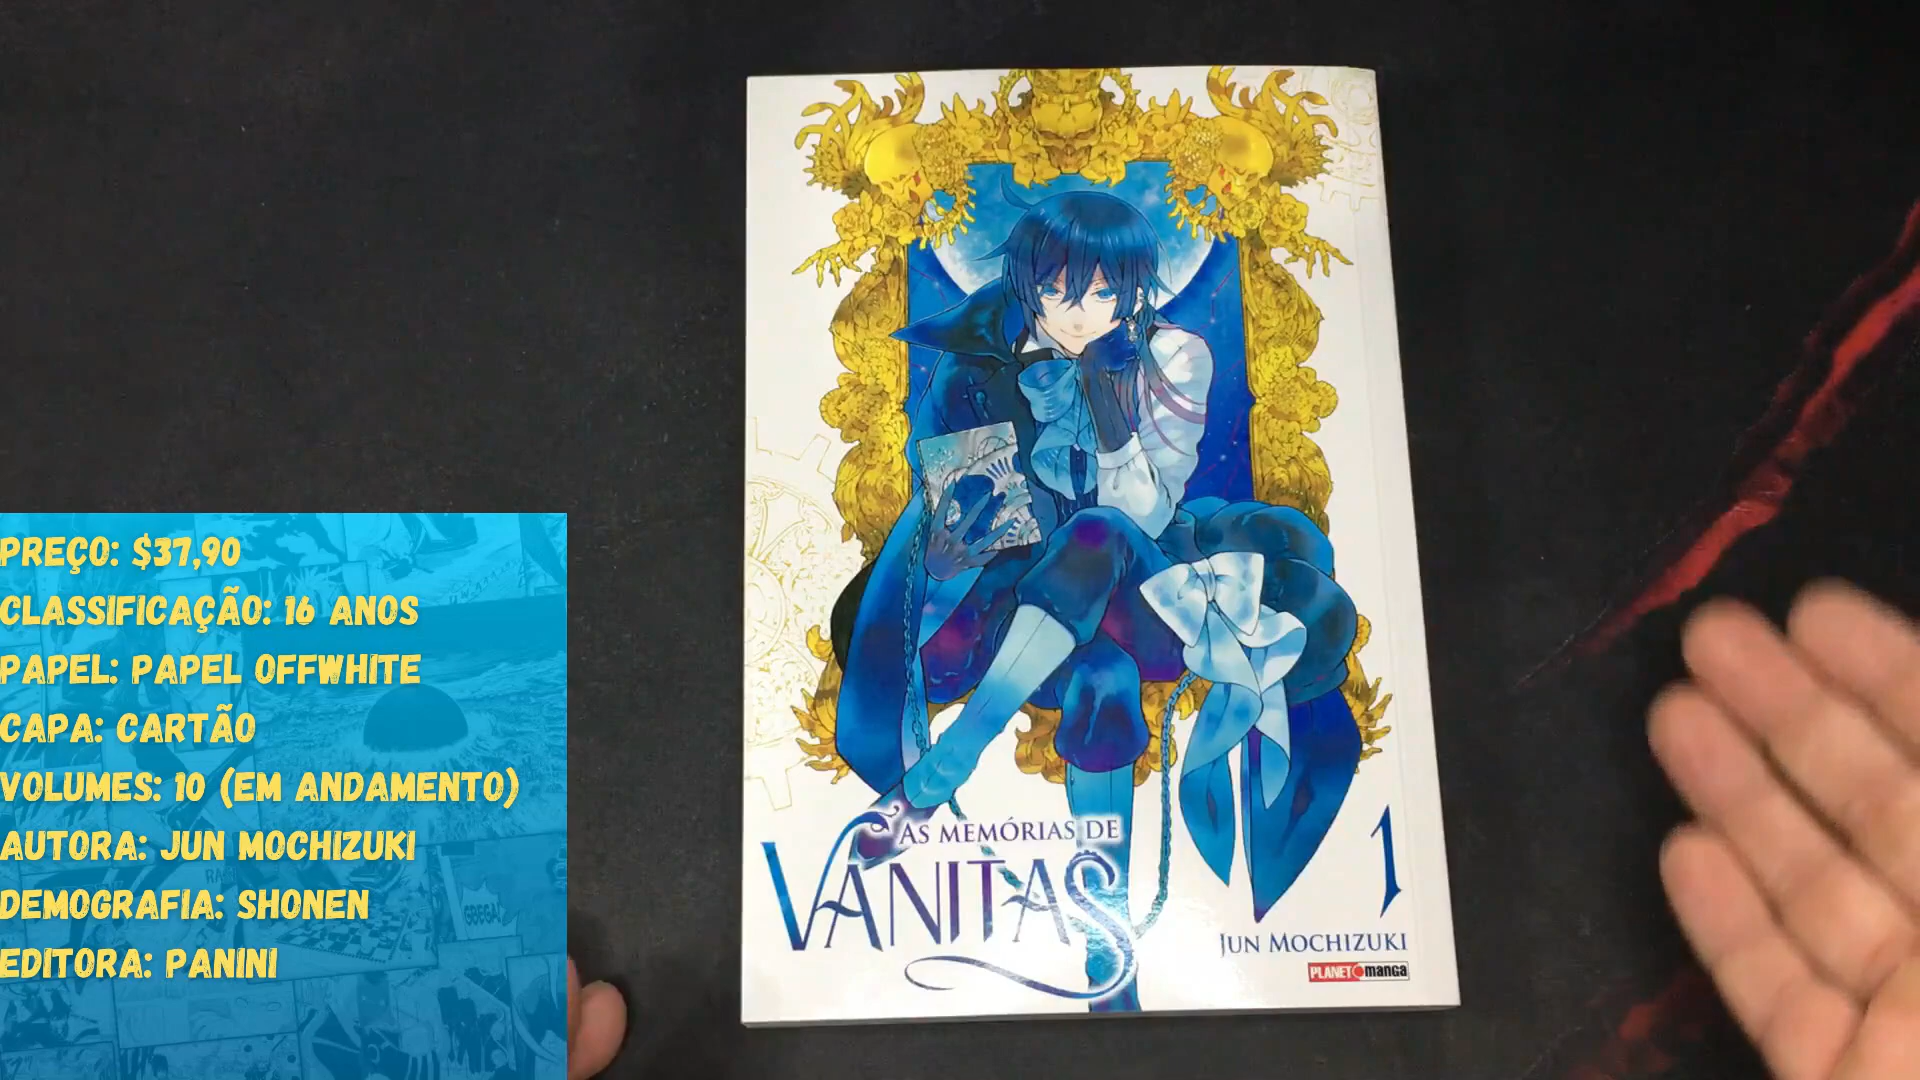 PREÇO: $37,90
CLASSIFICAÇÃO: 16 ANOS
PAPEL: PAPEL OFFWHITE
CAPA: CARTÃO
VOLUMES: 10 (EM ANDAMENTO)
AUTORA: JUN MOCHIZUKI
DEMOGRAFIA: SHONEN
EDITORA: PANINI
AS MEMÓRIAS DE
VANITAS
1
JUN MOCHIZUKI
PLANET manga